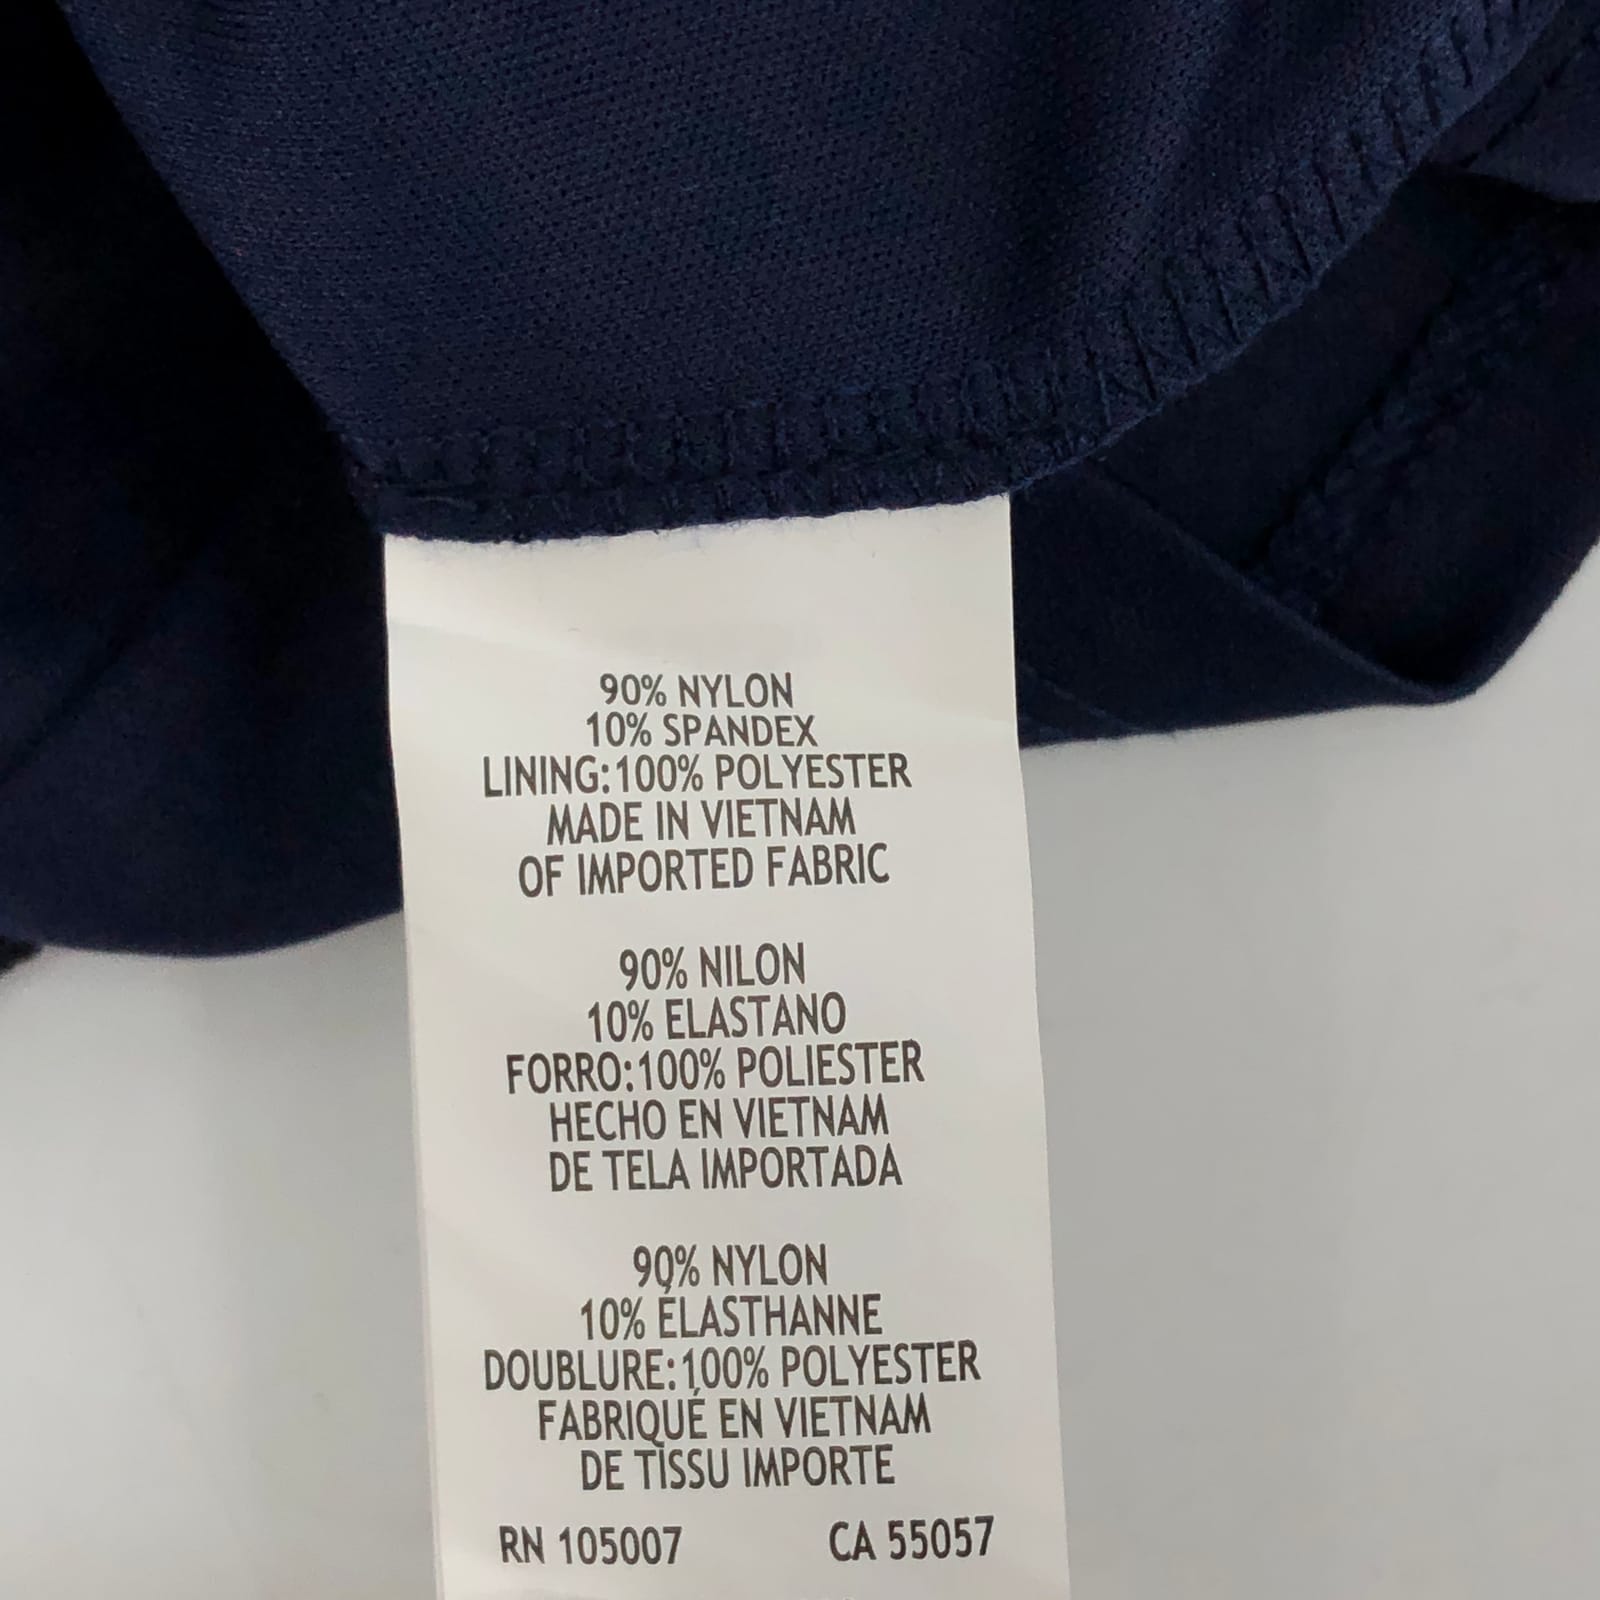 90% NYLON
10% SPANDEX
LINING:100% POLYESTER
MADE IN VIETNAM
OF IMPORTED FABRIC
90% NILON
10% ELASTANO
FORRO:100% POLIESTER
HECHO EN VIETNAM
DE TELA IMPORTADA
90% NYLON
10% ÉLASTHANNE
DOUBLURE:100% POLYESTER
FABRIQUÉ EN VIETNAM
DE TISSU IMPORTE
RN 105007 CA 55057